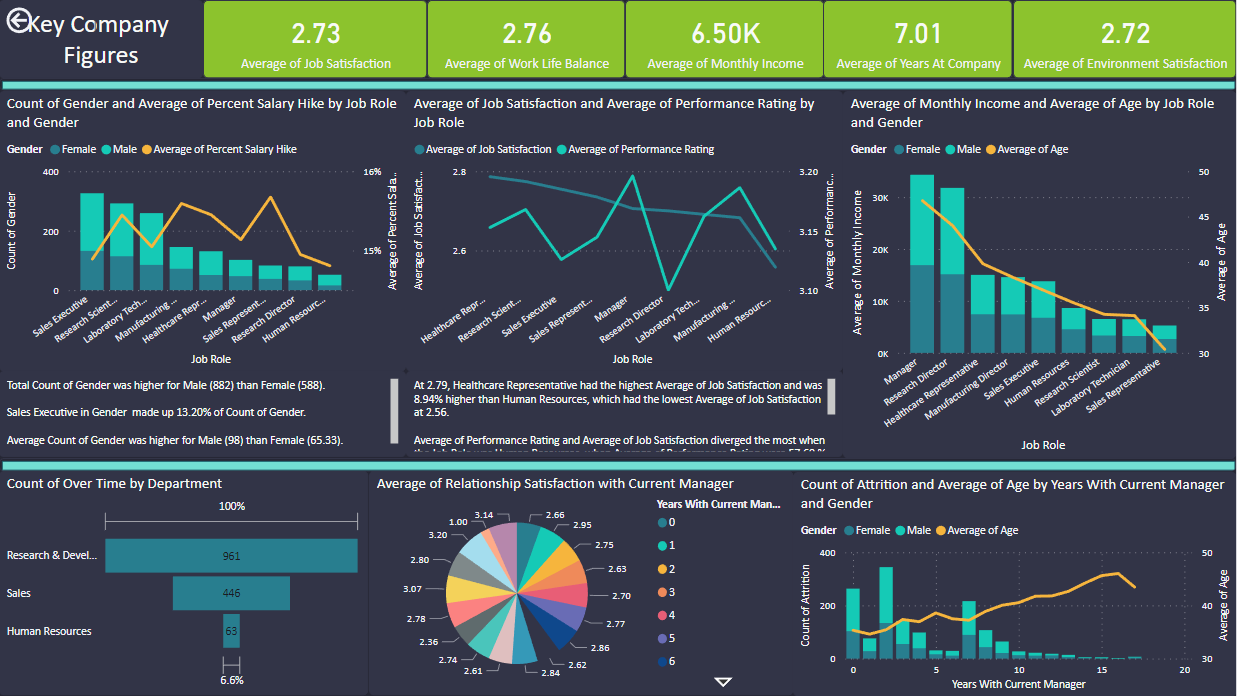 Key Company
Figures
2.73
Average of Job Satisfaction
2.76
Average of Work Life Balance
6.50K
Average of Monthly Income
7.01
Average of Years At Company
2.72
Average of Environment Satisfaction
Count of Gender and Average of Percent Salary Hike by Job Role
and Gender
Gender Female Male Average of Percent Salary Hike
Count of Gender
400
200
0
16%
15%
Average of Percent Sala...
Sales Executive
Research Scien...
Laboratory Tech...
Manufacturing ...
Healthcare Repr...
Manager
Sales Represent...
Research Director
Human Resourc...
Job Role
Total Count of Gender was higher for Male (882) than Female (588).
Sales Executive in Gender made up 13.20% of Count of Gender.
Average Count of Gender was higher for Male (98) than Female (65.33).
Average of Job Satisfaction and Average of Performance Rating by
Job Role
Average of Job Satisfaction Average of Performance Rating
Average of Job Satisfact...
2.8
2.6
3.20
3.15
3.10
Average of Performanc...
Healthcare Repr...
Research Scient...
Sales Executive
Sales Represent...
Manager
Research Director
Laboratory Tech...
Manufacturing ...
Human Resourc...
Job Role
At 2.79, Healthcare Representative had the highest Average of Job Satisfaction and was
8.94% higher than Human Resources, which had the lowest Average of Job Satisfaction
at 2.56.
Average of Performance Rating and Average of Job Satisfaction diverged the most when
Average of Monthly Income and Average of Age by Job Role
and Gender
Gender Female Male Average of Age
Average of Monthly Income
30K
20K
10K
0K
50
45
40
35
30
Average of Age
Manager
Research Director
Healthcare Representative
Manufacturing Director
Sales Executive
Human Resources
Research Scientist
Laboratory Technician
Sales Representative
Job Role
Count of Over Time by Department
100%
Research & Devel... 961
Sales 446
Human Resources 63
6.6%
Average of Relationship Satisfaction with Current Manager
2.66
2.95
2.75
2.63
2.70
2.77
2.86
2.62
2.84
2.61
2.74
2.36
2.78
3.07
2.80
3.20
1.00
3.14
Years With Current Man...
0
1
2
3
4
5
6
Count of Attrition and Average of Age by Years With Current Manager
and Gender
Gender Female Male Average of Age
Count of Attrition
400
200
0
50
40
30
Average of Age
0
5
10
15
20
Years With Current Manager